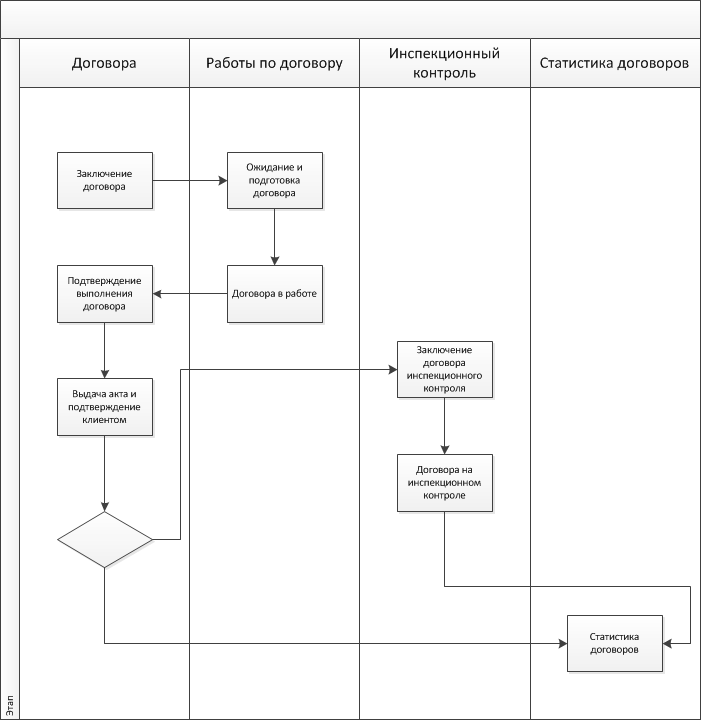 Договора
Работы по договору
Инспекционный
контроль
Статистика договоров
Заключение
договора
Ожидание и
подготовка
договора
Подтверждение
выполнения
договора
Договора в работе
Заключение
договора
инспекционного
контроля
Выдача акта и
подтверждение
клиентом
Договора на
инспекционном
контроле
Статистика
договоров
Этап